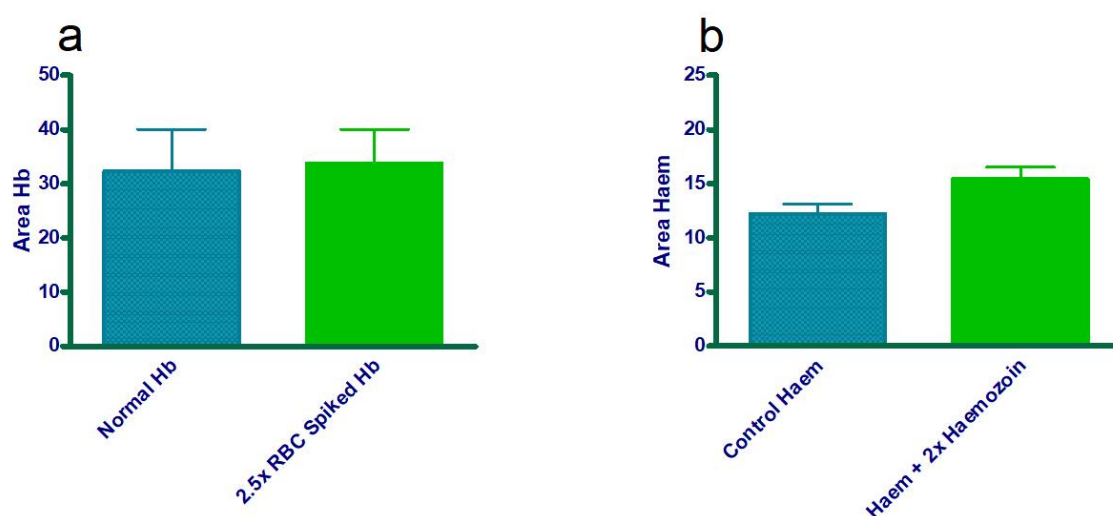 a
50
40
30
20
10
0
Area Hb
Normal Hb
2.5x RBC Spiked Hb
b
25
20
15
10
5
0
Area Haem
Control Haem
Haem + 2x Haemozoin